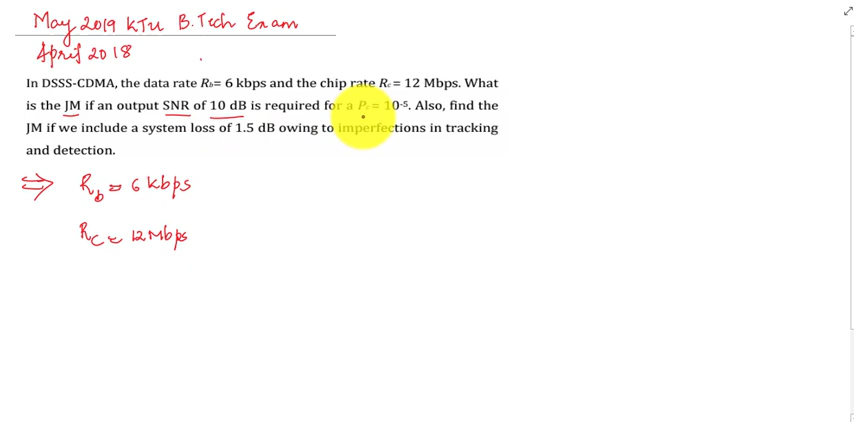 May 2019 KTU B.Tech Exam
April 2018
In DSSS-CDMA, the data rate Rb= 6 kbps and the chip rate Rc = 12 Mbps. What
is the JM if an output SNR of 10 dB is required for a Pe = 10-5. Also, find the
JM if we include a system loss of 1.5 dB owing to imperfections in tracking
and detection.
⇒ Rb = 6 Kbps
RC = 12 Mbps